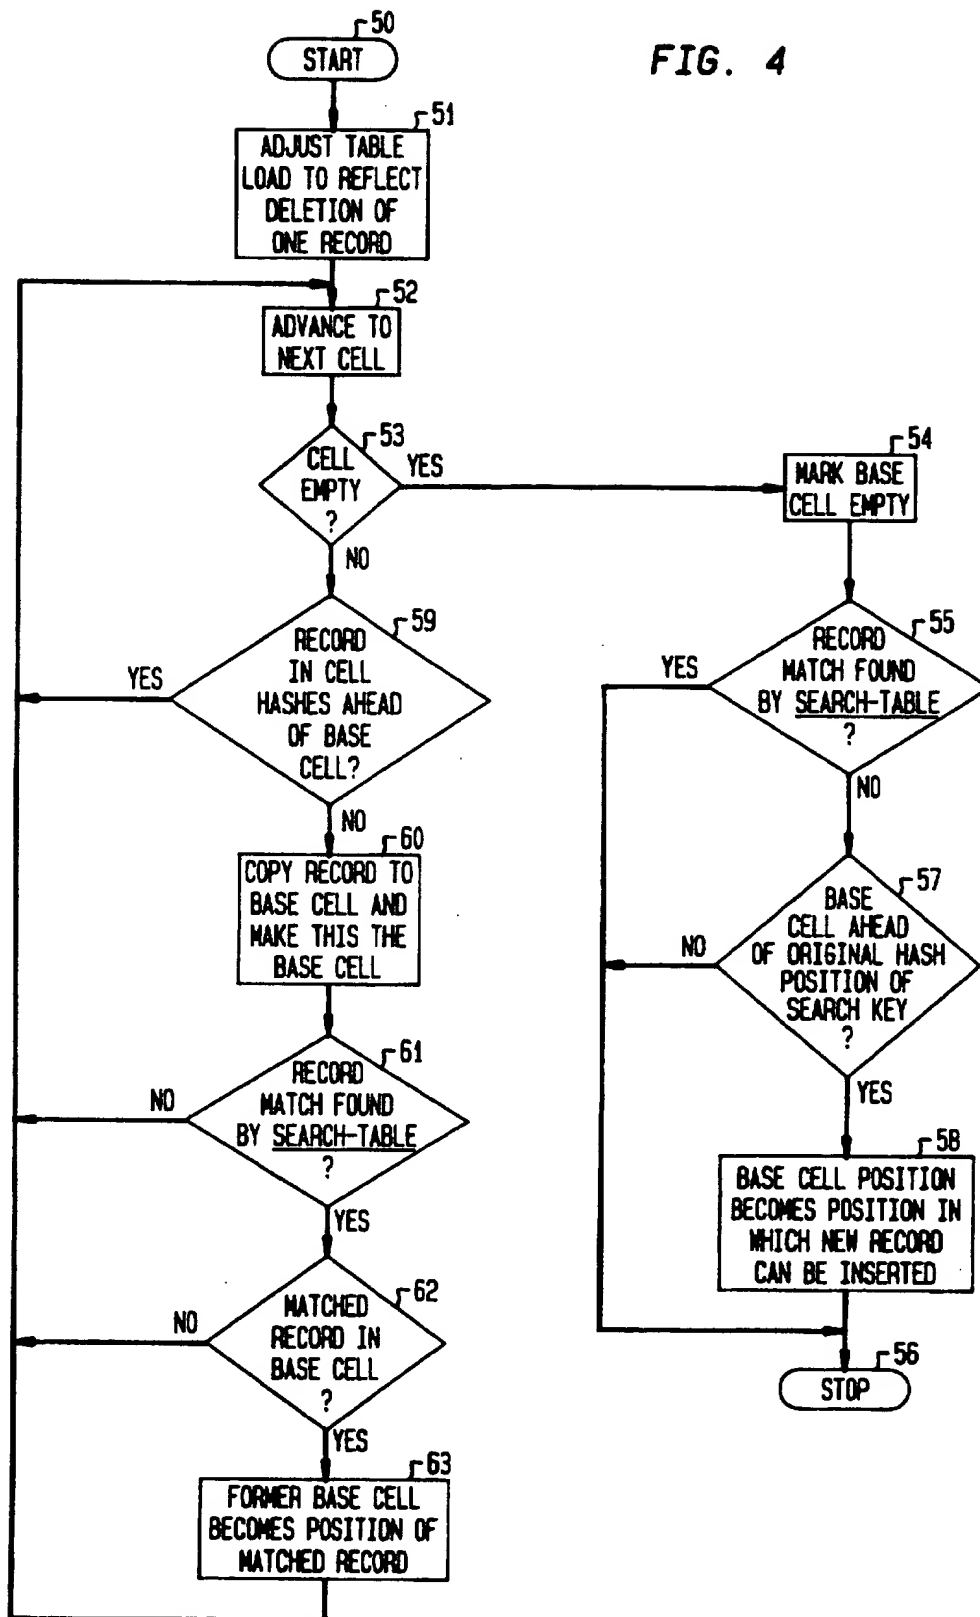 50
START
FIG. 4
51
ADJUST TABLE
LOAD TO REFLECT
DELETION OF
ONE RECORD
52
ADVANCE TO
NEXT CELL
53
CELL
EMPTY
?
YES
NO
54
MARK BASE
CELL EMPTY
59
RECORD
IN CELL
HASHES AHEAD
OF BASE
CELL?
YES
NO
55
RECORD
MATCH FOUND
BY SEARCH-TABLE
?
YES
NO
60
COPY RECORD TO
BASE CELL AND
MAKE THIS THE
BASE CELL
57
BASE
CELL AHEAD
OF ORIGINAL HASH
POSITION OF
SEARCH KEY
?
NO
YES
61
RECORD
MATCH FOUND
BY SEARCH-TABLE
?
NO
YES
58
BASE CELL POSITION
BECOMES POSITION IN
WHICH NEW RECORD
CAN BE INSERTED
62
MATCHED
RECORD IN
BASE CELL
?
NO
YES
56
STOP
63
FORMER BASE CELL
BECOMES POSITION OF
MATCHED RECORD